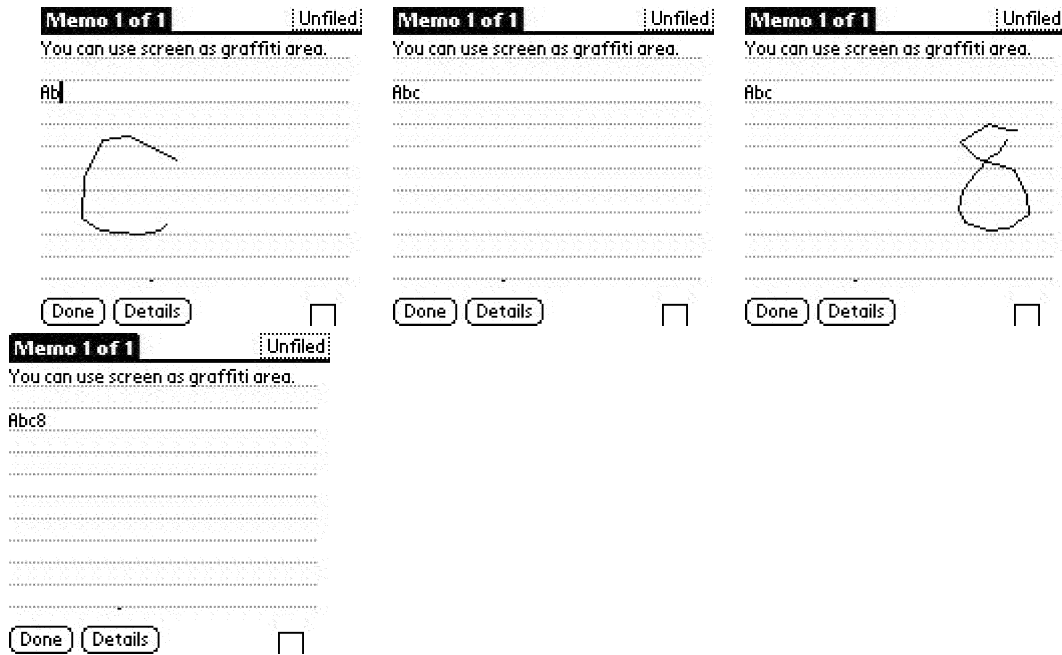 Memo 1 of 1 Unfiled
You can use screen as graffiti area.
Ab
C
Done Details
Memo 1 of 1 Unfiled
You can use screen as graffiti area.
Abc
Done Details
Memo 1 of 1 Unfiled
You can use screen as graffiti area.
Abc
8
Done Details
Memo 1 of 1 Unfiled
You can use screen as graffiti area.
Abc8
Done Details